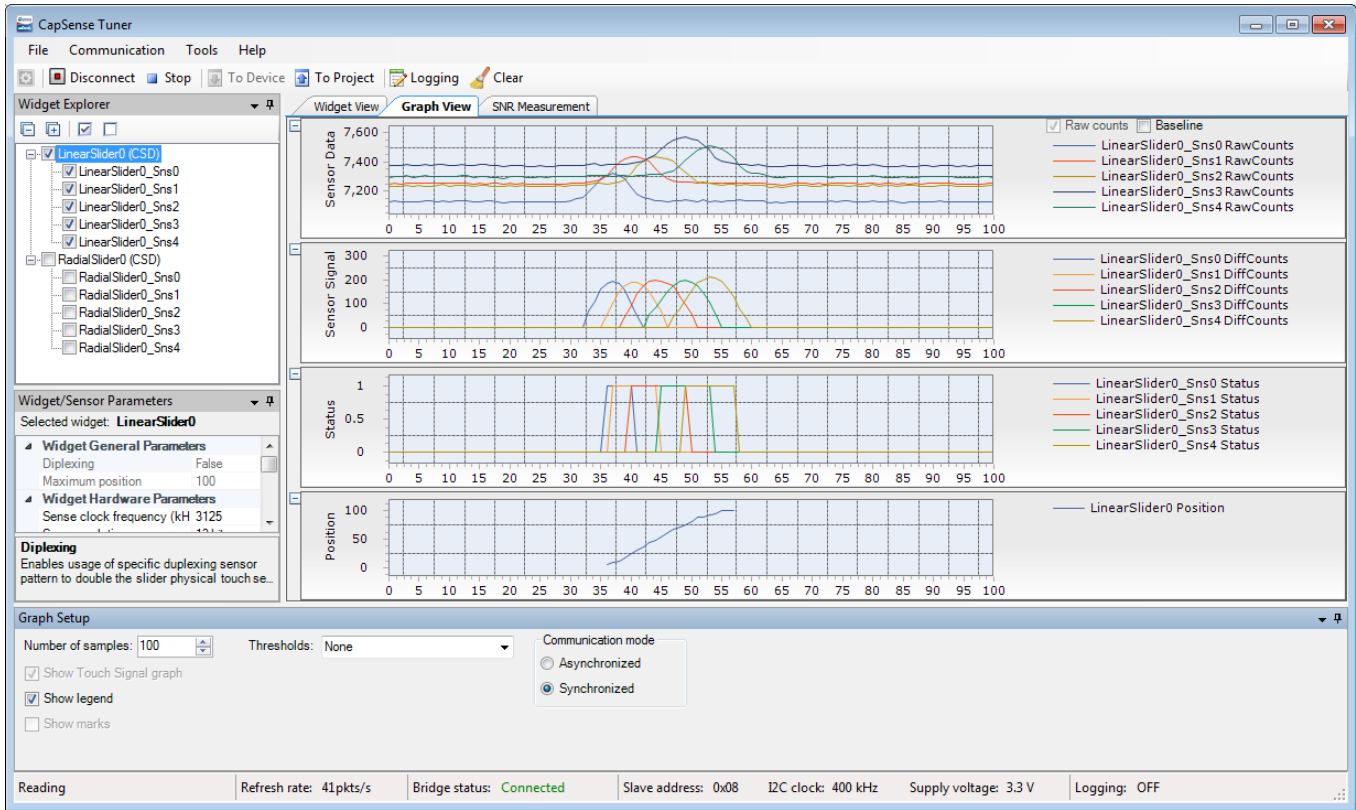 CapSense Tuner
File Communication Tools Help
Disconnect Stop To Device To Project Logging Clear
Widget Explorer
LinearSlider0 (CSD)
LinearSlider0_Sns0
LinearSlider0_Sns1
LinearSlider0_Sns2
LinearSlider0_Sns3
LinearSlider0_Sns4
RadialSlider0 (CSD)
RadialSlider0_Sns0
RadialSlider0_Sns1
RadialSlider0_Sns2
RadialSlider0_Sns3
RadialSlider0_Sns4
Widget/Sensor Parameters
Selected widget: LinearSlider0
Widget General Parameters
Diplexing False
Maximum position 100
Widget Hardware Parameters
Sense clock frequency (kH 3125
Diplexing
Enables usage of specific duplexing sensor
pattern to double the slider physical touch se...
Widget View Graph View SNR Measurement
Sensor Data
7,600
7,400
7,200
0 5 10 15 20 25 30 35 40 45 50 55 60 65 70 75 80 85 90 95 100
Raw counts Baseline
LinearSlider0_Sns0 RawCounts
LinearSlider0_Sns1 RawCounts
LinearSlider0_Sns2 RawCounts
LinearSlider0_Sns3 RawCounts
LinearSlider0_Sns4 RawCounts
Sensor Signal
300
200
100
0
0 5 10 15 20 25 30 35 40 45 50 55 60 65 70 75 80 85 90 95 100
LinearSlider0_Sns0 DiffCounts
LinearSlider0_Sns1 DiffCounts
LinearSlider0_Sns2 DiffCounts
LinearSlider0_Sns3 DiffCounts
LinearSlider0_Sns4 DiffCounts
Status
1
0.5
0
0 5 10 15 20 25 30 35 40 45 50 55 60 65 70 75 80 85 90 95 100
LinearSlider0_Sns0 Status
LinearSlider0_Sns1 Status
LinearSlider0_Sns2 Status
LinearSlider0_Sns3 Status
LinearSlider0_Sns4 Status
Position
100
50
0
0 5 10 15 20 25 30 35 40 45 50 55 60 65 70 75 80 85 90 95 100
LinearSlider0 Position
Graph Setup
Number of samples: 100 Thresholds: None
Show Touch Signal graph
Show legend
Show marks
Communication mode
Asynchronized
Synchronized
Reading Refresh rate: 41pkts/s Bridge status: Connected Slave address: 0x08 I2C clock: 400 kHz Supply voltage: 3.3 V Logging: OFF